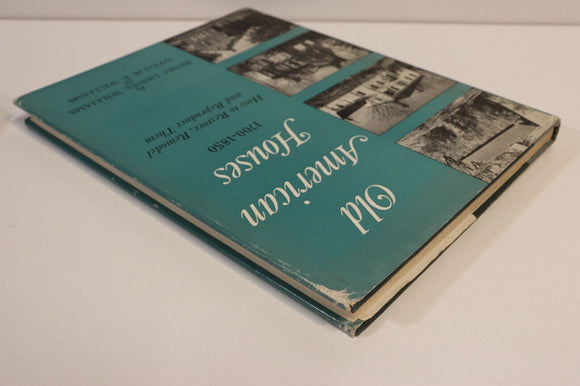 Old
American
Houses
1700-1850
How to Restore, Remodel
and Reproduce Them
HENRY LIONEL WILLIAMS
OTTALIE K. WILLIAMS